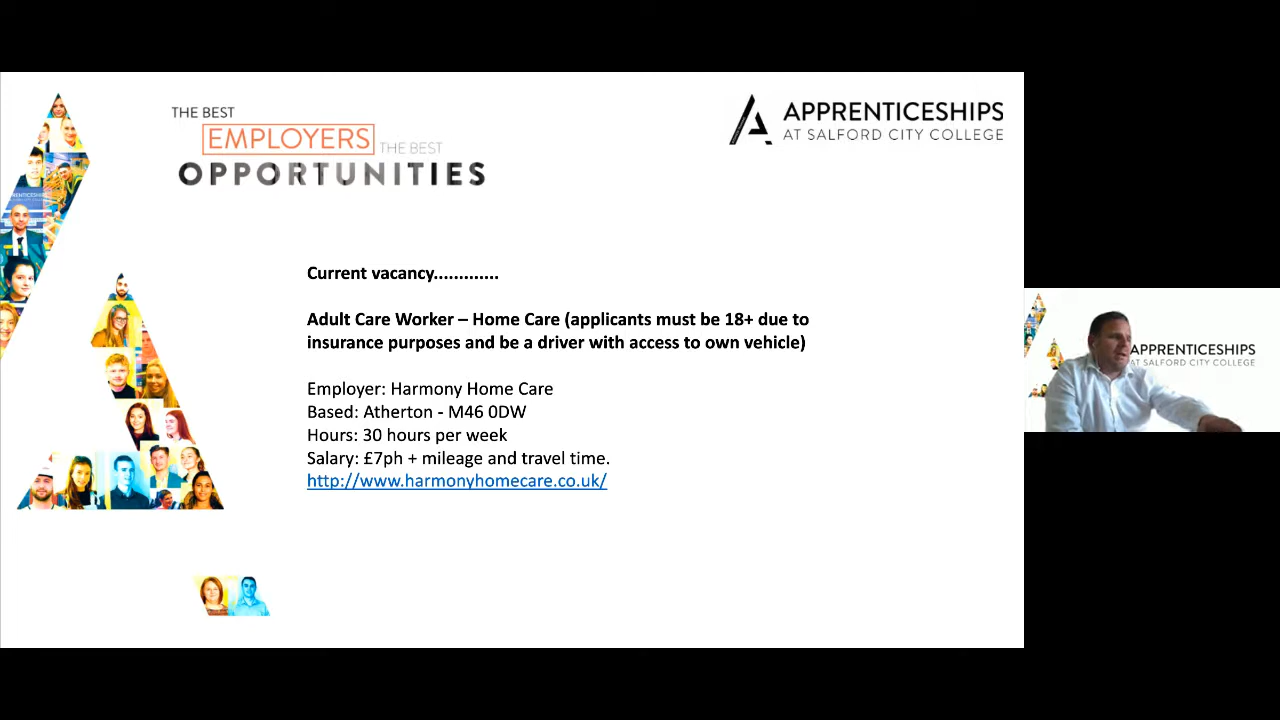 THE BEST
EMPLOYERS THE BEST
OPPORTUNITIES
APPRENTICESHIPS
AT SALFORD CITY COLLEGE
Current vacancy.............
Adult Care Worker – Home Care (applicants must be 18+ due to
insurance purposes and be a driver with access to own vehicle)
Employer: Harmony Home Care
Based: Atherton - M46 0DW
Hours: 30 hours per week
Salary: £7ph + mileage and travel time.
http://www.harmonyhomecare.co.uk/
APPRENTICESHIPS
AT SALFORD CITY COLLEGE